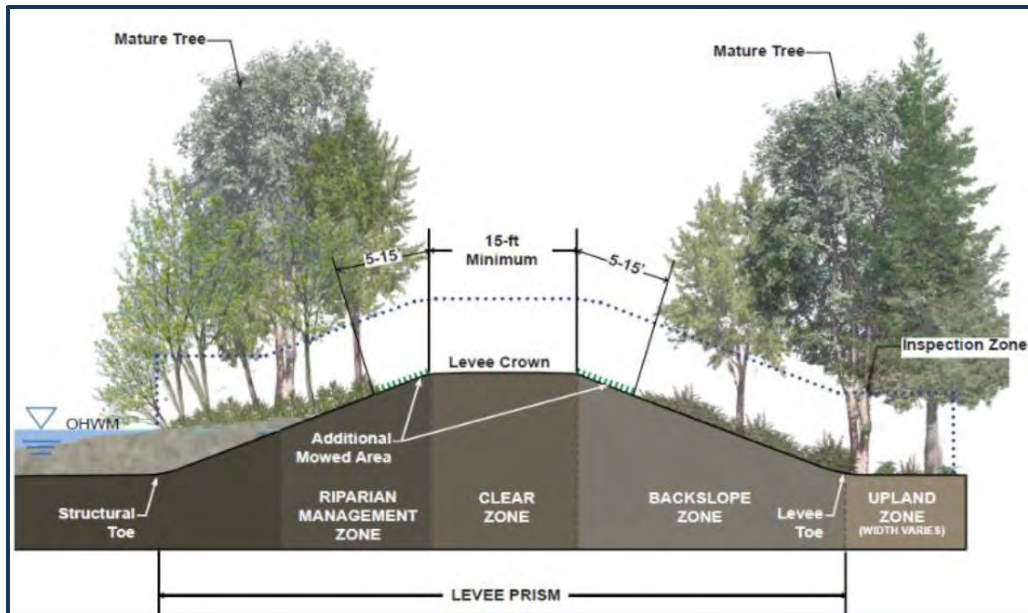 Mature Tree
Mature Tree
5-15'
15-ft
Minimum
5-15'
Inspection Zone
Levee Crown
OHWM
Additional
Mowed Area
Structural
Toe
RIPARIAN
MANAGEMENT
ZONE
CLEAR
ZONE
BACKSLOPE
ZONE
Levee
Toe
UPLAND
ZONE
(WIDTH VARIES)
LEVEE PRISM